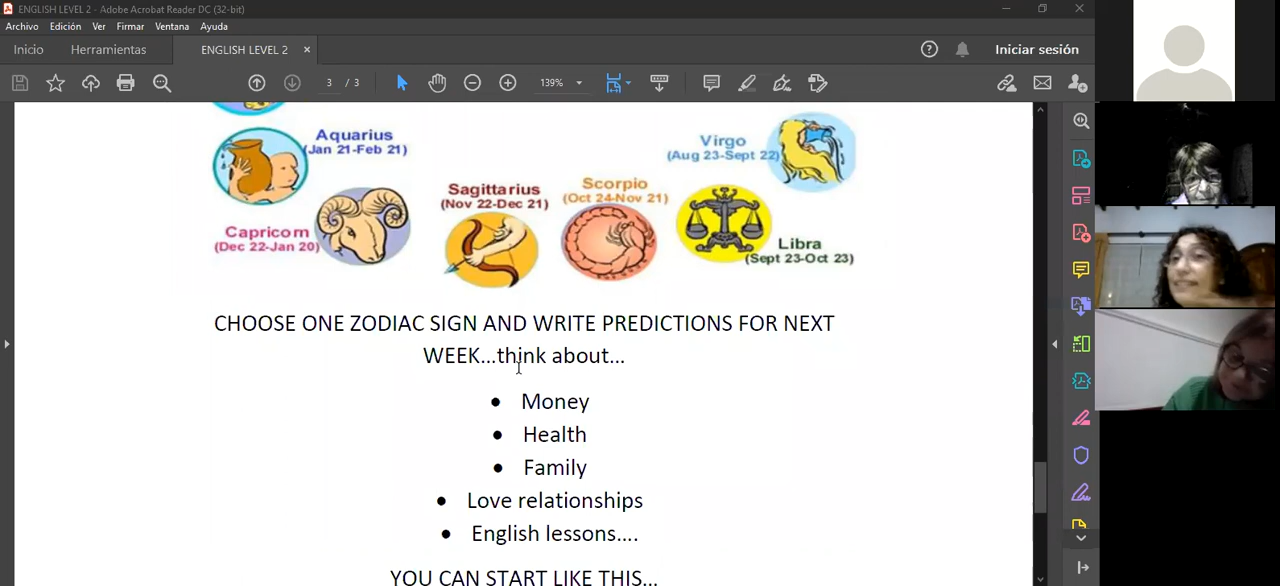 ENGLISH LEVEL 2 - Adobe Acrobat Reader DC (32-bit)
Archivo Edición Ver Firmar Ventana Ayuda
Inicio Herramientas ENGLISH LEVEL 2 × Iniciar sesión
3 / 3 139%
Aquarius
(Jan 21-Feb 21)
Virgo
(Aug 23-Sept 22)
Sagittarius
(Nov 22-Dec 21)
Scorpio
(Oct 24-Nov 21)
Capricorn
(Dec 22-Jan 20)
Libra
(Sept 23-Oct 23)
CHOOSE ONE ZODIAC SIGN AND WRITE PREDICTIONS FOR NEXT
WEEK...think about...
• Money
• Health
• Family
• Love relationships
• English lessons....
YOU CAN START LIKE THIS...